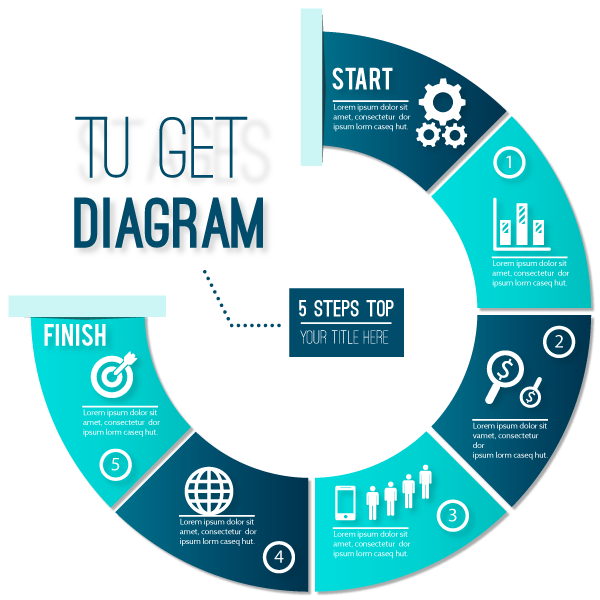 TU GET
DIAGRAM
5 STEPS TOP
YOUR TITLE HERE
START
Lorem ipsum dolor sit
amet, consectetur dor
ipsum lorm caseq hut.
1
Lorem ipsum dolor sit
amet, consectetur dor
ipsum lorm caseq hut.
2
Lorem ipsum dolor sit
vamet, consectetur
dor
ipsum lorm caseq hut.
3
Lorem ipsum dolor sit
amet, consectetur dor
ipsum lorm caseq hut.
4
Lorem ipsum dolor sit
amet, consectetur dor
ipsum lorm caseq hut.
FINISH
Lorem ipsum dolor sit
amet, consectetur dor
ipsum lorm caseq hut.
5